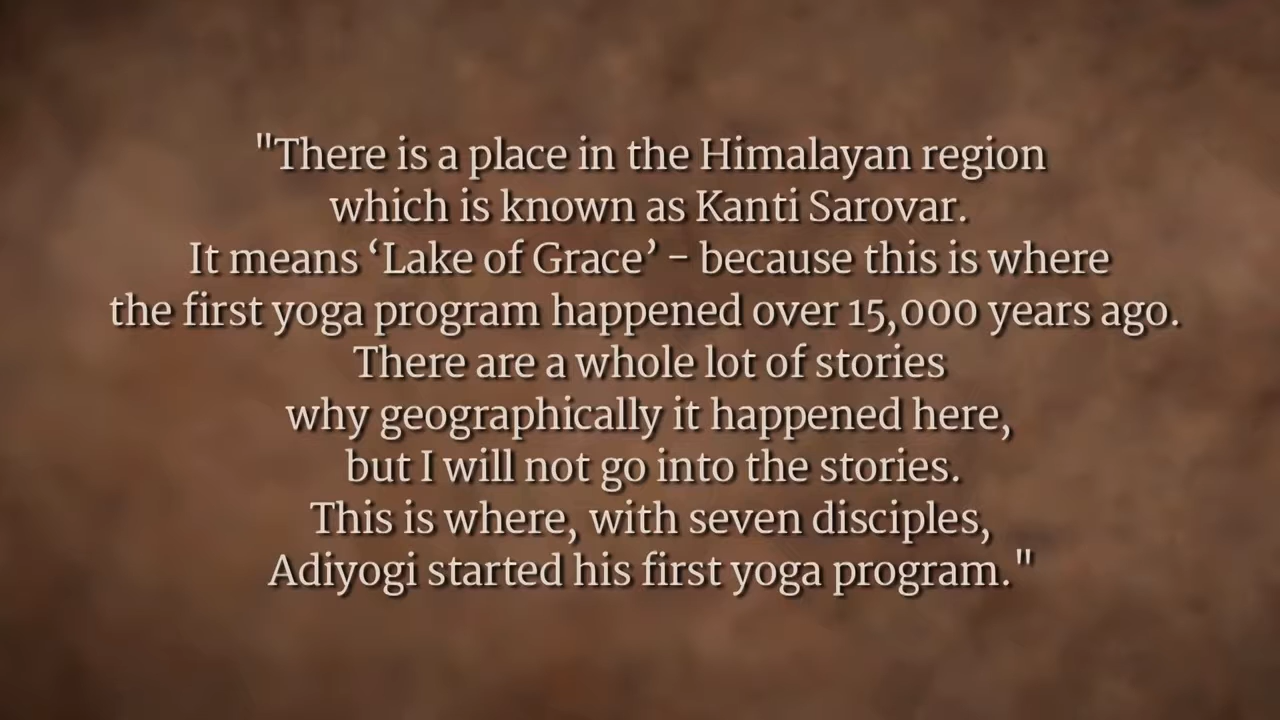 "There is a place in the Himalayan region
which is known as Kanti Sarovar.
It means ‘Lake of Grace’ - because this is where
the first yoga program happened over 15,000 years ago.
There are a whole lot of stories
why geographically it happened here,
but I will not go into the stories.
This is where, with seven disciples,
Adiyogi started his first yoga program."